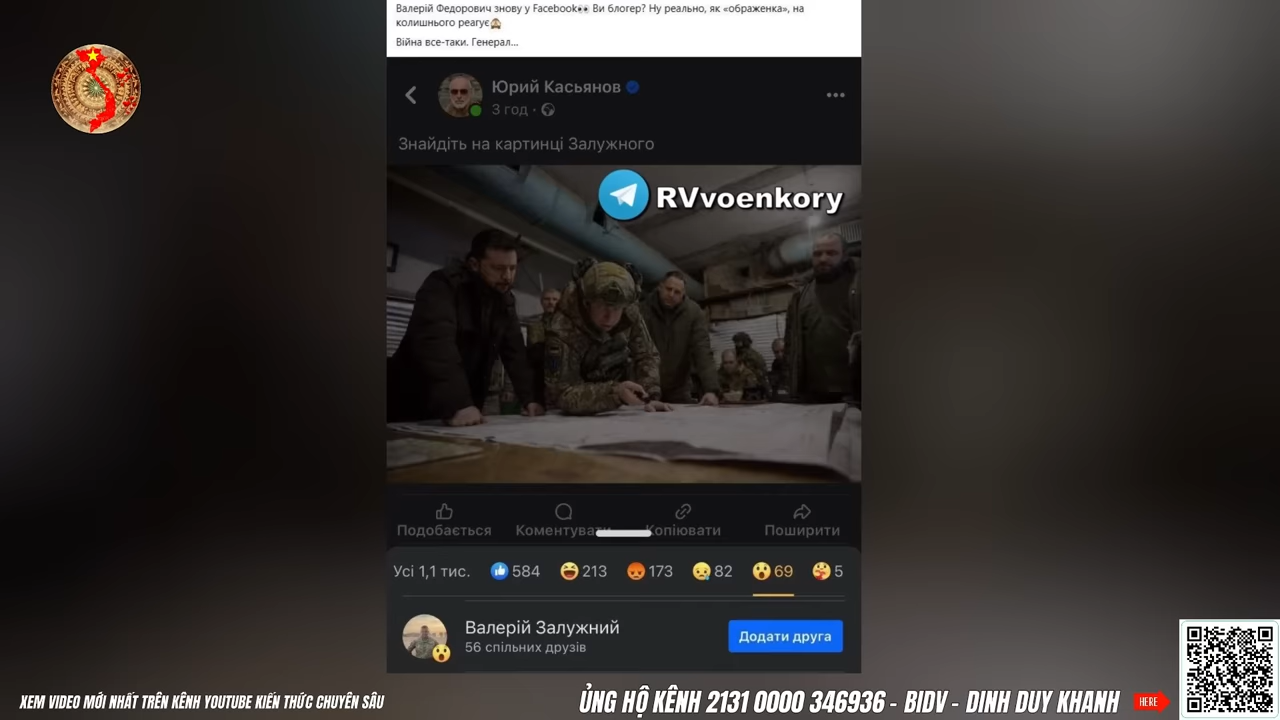 Валерій Федорович знову у Facebook👀 Ви блогер? Ну реально, як «ображенка», на
колишнього реагує🙈
Війна все-таки. Генерал...
Юрий Касьянов
3 год ·
Знайдіть на картинці Залужного
RVvoenkory
Подобається Коментувати Копіювати Поширити
Усі 1,1 тис. 584 213 173 82 69 5
Валерій Залужний
56 спільних друзів
Додати друга
XEM VIDEO MỚI NHẤT TRÊN KÊNH YOUTUBE KIẾN THỨC CHUYÊN SÂU
ỦNG HỘ KÊNH 2131 0000 346936 - BIDV - DINH DUY KHANH
HERE